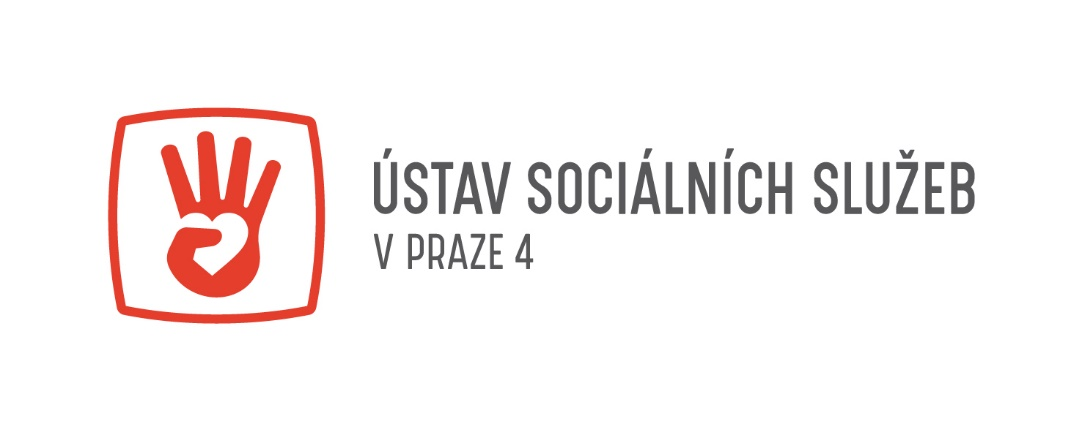 ÚSTAV SOCIÁLNÍCH SLUŽEB
V PRAZE 4